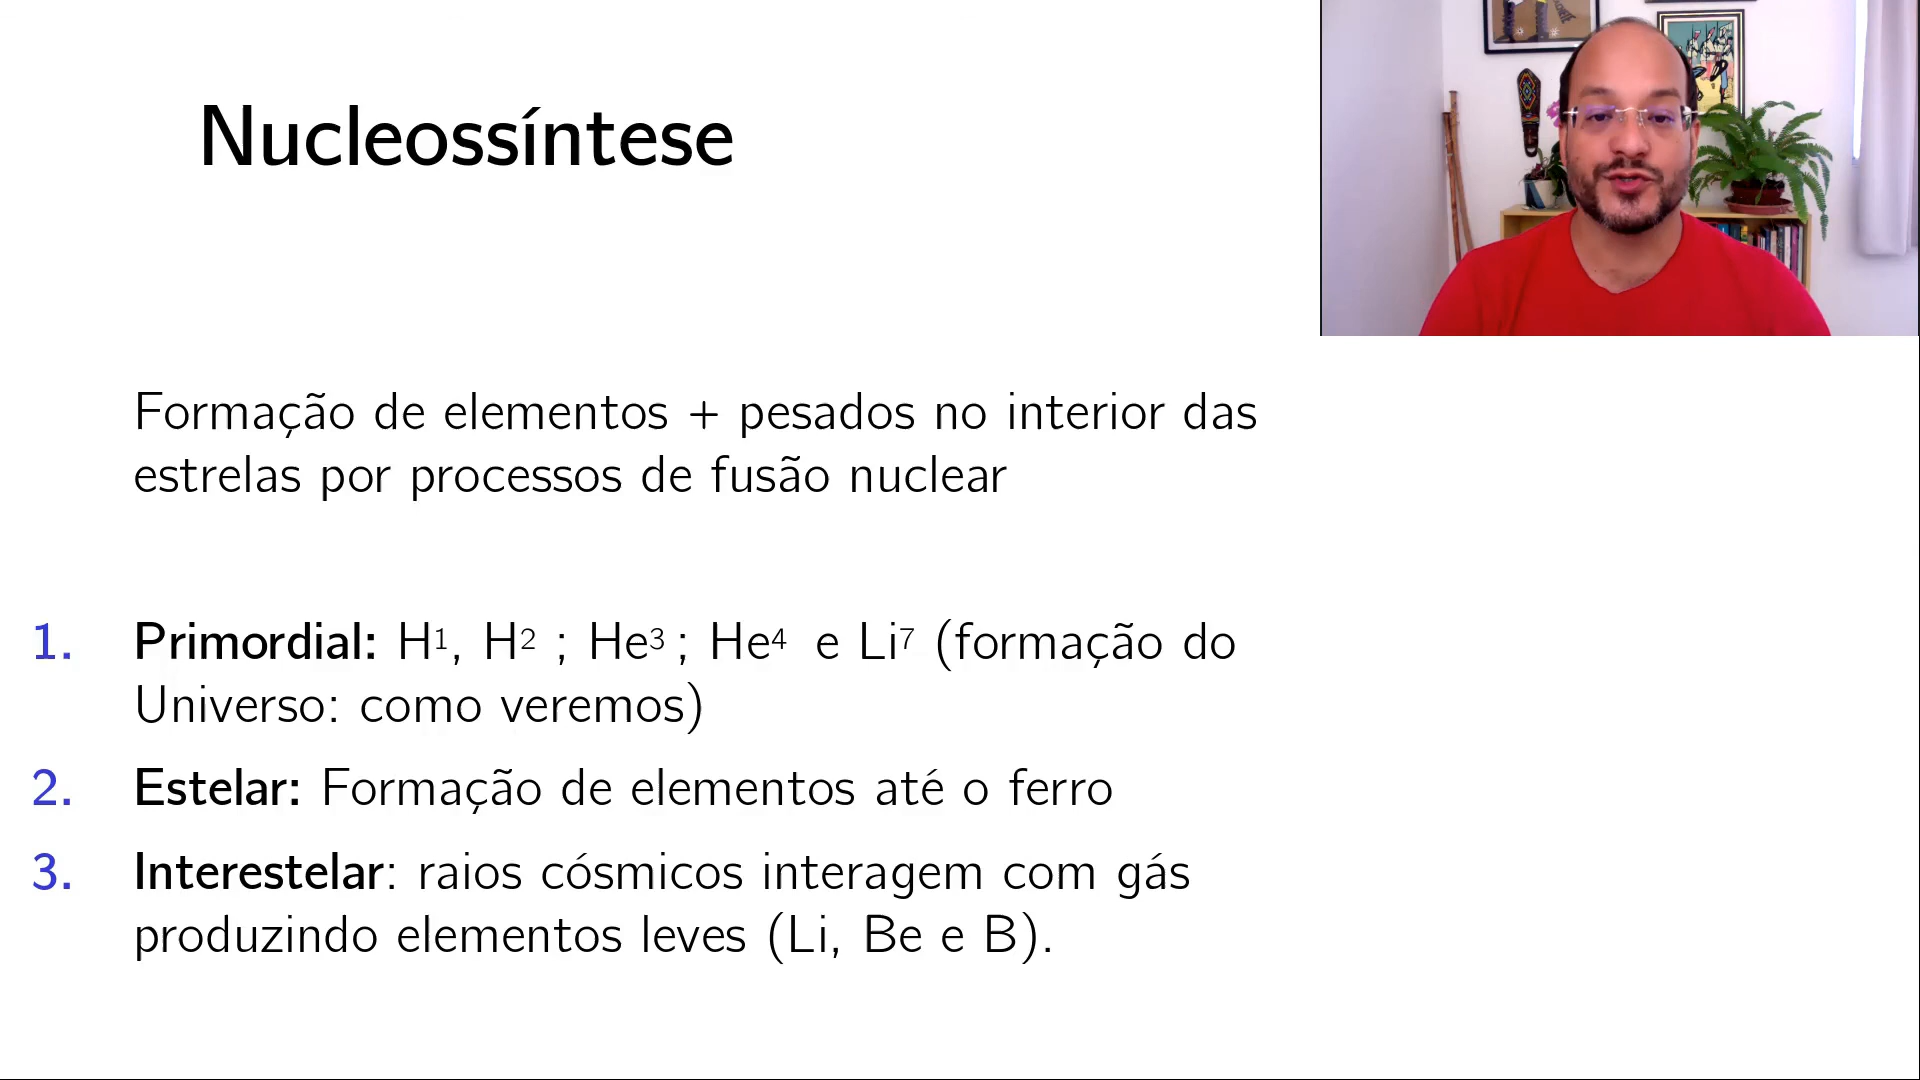 Nucleossíntese
Formação de elementos + pesados no interior das
estrelas por processos de fusão nuclear
1. Primordial: H1, H2 ; He3 ; He4 e Li7 (formação do
Universo: como veremos)
2. Estelar: Formação de elementos até o ferro
3. Interestelar: raios cósmicos interagem com gás
produzindo elementos leves (Li, Be e B).